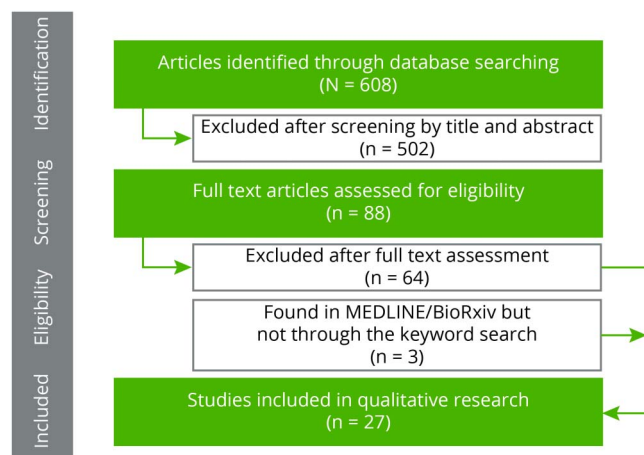 Identification
Articles identified through database searching
(N = 608)
Excluded after screening by title and abstract
(n = 502)
Screening
Full text articles assessed for eligibility
(n = 88)
Eligibility
Excluded after full text assessment
(n = 64)
Found in MEDLINE/BioRxiv but
not through the keyword search
(n = 3)
Included
Studies included in qualitative research
(n = 27)